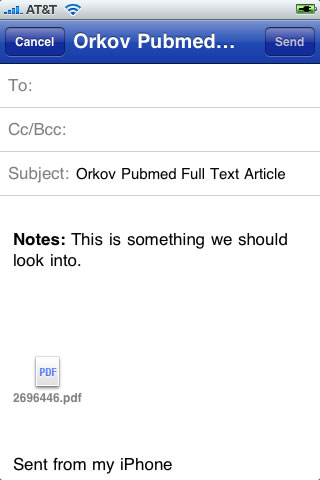 AT&T
Cancel Orkov Pubmed... Send
To:
Cc/Bcc:
Subject: Orkov Pubmed Full Text Article
Notes: This is something we should
look into.
PDF
2696446.pdf
Sent from my iPhone